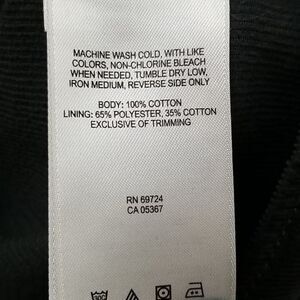 MACHINE WASH COLD, WITH LIKE
COLORS, NON-CHLORINE BLEACH
WHEN NEEDED, TUMBLE DRY LOW,
IRON MEDIUM, REVERSE SIDE ONLY
BODY: 100% COTTON
LINING: 65% POLYESTER, 35% COTTON
EXCLUSIVE OF TRIMMING
RN 69724
CA 05367